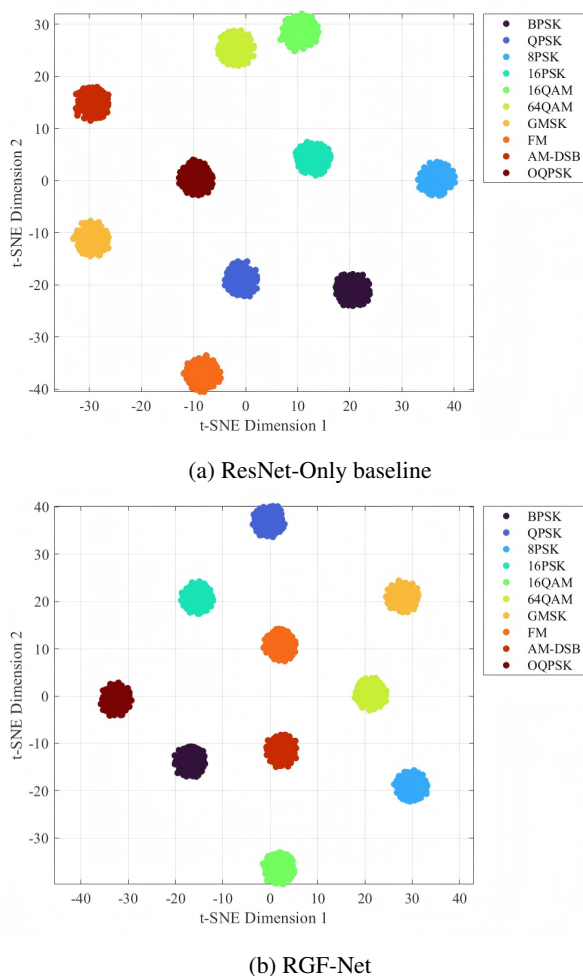 BPSK
QPSK
8PSK
16PSK
16QAM
64QAM
GMSK
FM
AM-DSB
OQPSK
30
20
10
0
-10
-20
-30
-40
t-SNE Dimension 2
-30 -20 -10 0 10 20 30 40
t-SNE Dimension 1
(a) ResNet-Only baseline
BPSK
QPSK
8PSK
16PSK
16QAM
64QAM
GMSK
FM
AM-DSB
OQPSK
40
30
20
10
0
-10
-20
-30
t-SNE Dimension 2
-40 -30 -20 -10 0 10 20 30 40
t-SNE Dimension 1
(b) RGF-Net